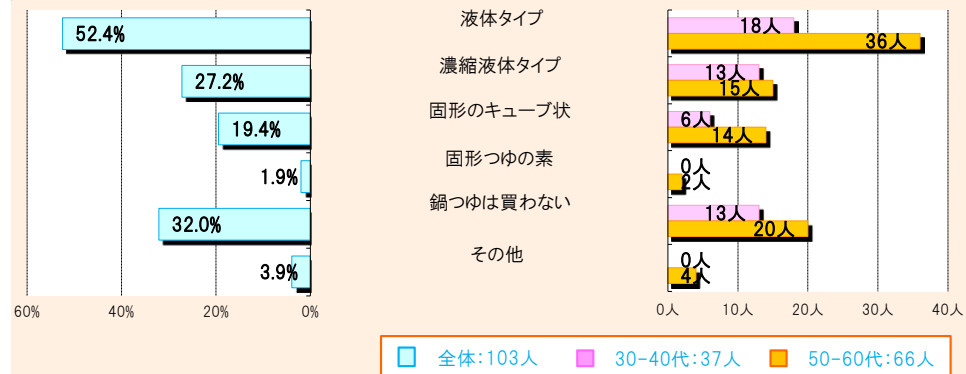 液体タイプ
52.4%
18人
36人
濃縮液体タイプ
27.2%
13人
15人
固形のキューブ状
19.4%
6人
14人
固形つゆの素
1.9%
0人
2人
鍋つゆは買わない
32.0%
13人
20人
その他
3.9%
0人
4人
60% 40% 20% 0%
0人 10人 20人 30人 40人
全体:103人 30-40代:37人 50-60代:66人